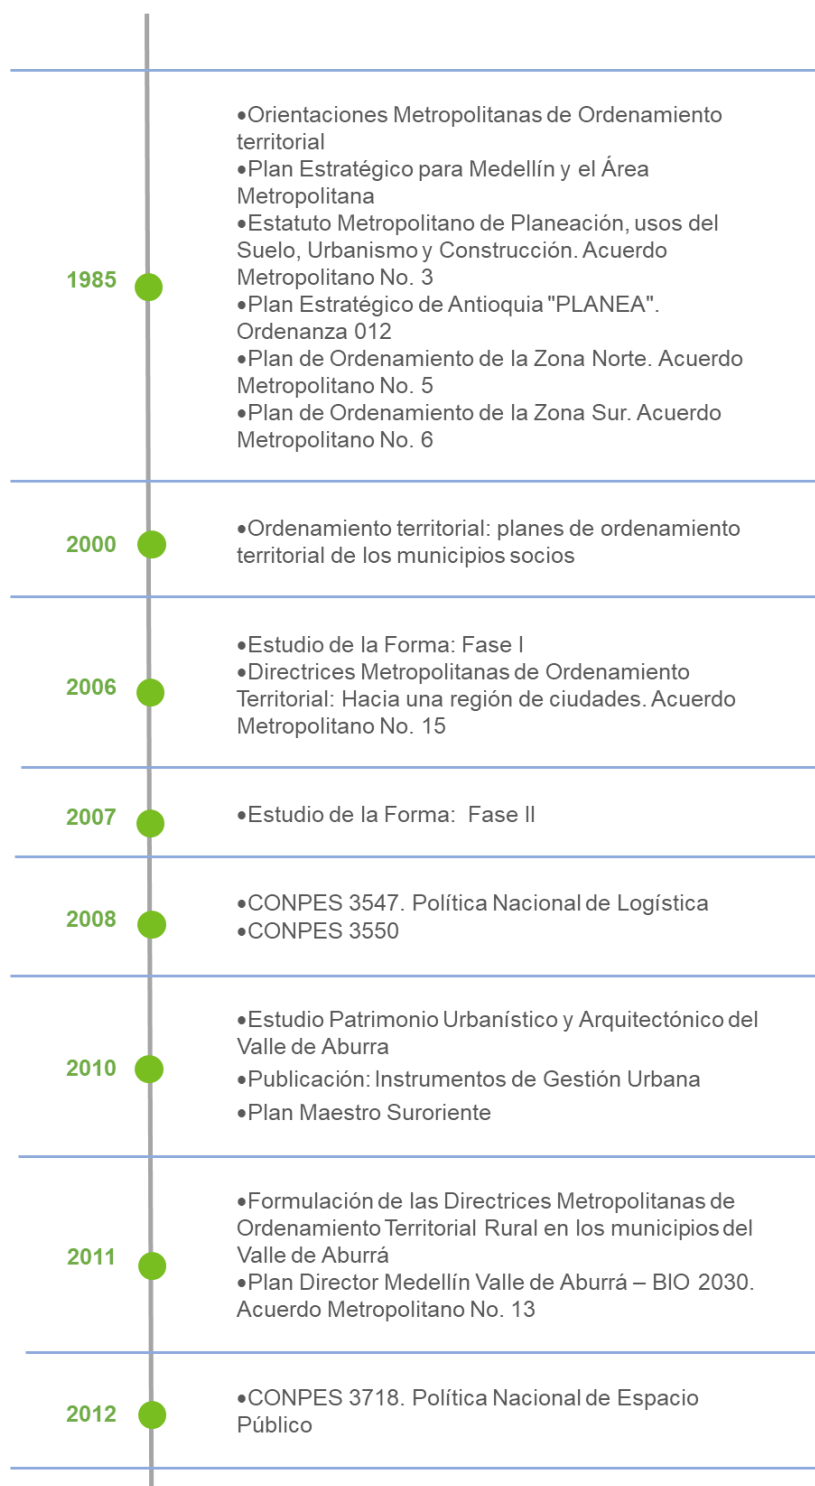 •Orientaciones Metropolitanas de Ordenamiento
territorial
•Plan Estratégico para Medellín y el Área
Metropolitana
•Estatuto Metropolitano de Planeación, usos del
Suelo, Urbanismo y Construcción. Acuerdo
Metropolitano No. 3
1985
•Plan Estratégico de Antioquia "PLANEA".
Ordenanza 012
•Plan de Ordenamiento de la Zona Norte. Acuerdo
Metropolitano No. 5
•Plan de Ordenamiento de la Zona Sur. Acuerdo
Metropolitano No. 6
2000
•Ordenamiento territorial: planes de ordenamiento
territorial de los municipios socios
2006
•Estudio de la Forma: Fase I
•Directrices Metropolitanas de Ordenamiento
Territorial: Hacia una región de ciudades. Acuerdo
Metropolitano No. 15
2007
•Estudio de la Forma: Fase II
2008
•CONPES 3547. Política Nacional de Logística
•CONPES 3550
2010
•Estudio Patrimonio Urbanístico y Arquitectónico del
Valle de Aburra
•Publicación: Instrumentos de Gestión Urbana
•Plan Maestro Suroriente
2011
•Formulación de las Directrices Metropolitanas de
Ordenamiento Territorial Rural en los municipios del
Valle de Aburrá
•Plan Director Medellín Valle de Aburrá – BIO 2030.
Acuerdo Metropolitano No. 13
2012
•CONPES 3718. Política Nacional de Espacio
Público